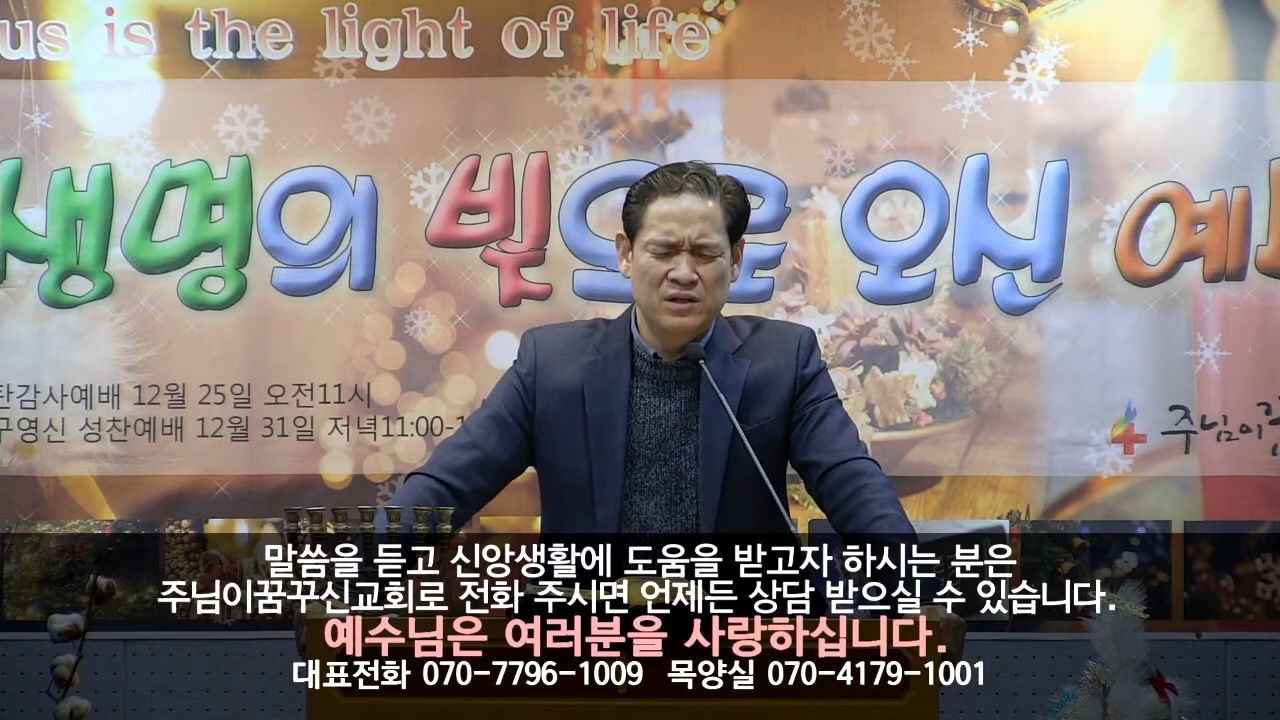 us is the light of life
생명의 빛으로 오신 예
탄감사예배 12월 25일 오전11시
구영신 성찬예배 12월 31일 저녁11:00-1
주님이꿈
말씀을 듣고 신앙생활에 도움을 받고자 하시는 분은
주님이꿈꾸신교회로 전화 주시면 언제든 상담 받으실 수 있습니다.
예수님은 여러분을 사랑하십니다.
대표전화 070-7796-1009 목양실 070-4179-1001